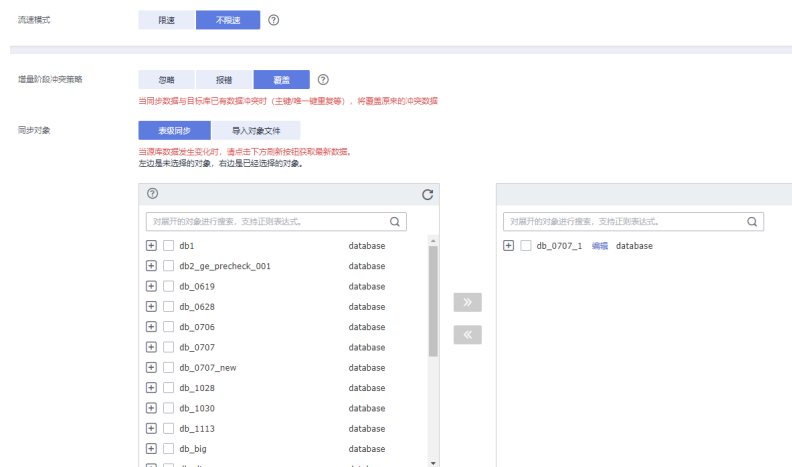 流速模式 限速 不限速
增量阶段冲突策略 忽略 报错 覆盖
当同步数据与目标库已有数据冲突时（主键/唯一键重复等），将覆盖原来的冲突数据
同步对象 表级同步 导入对象文件
当源库数据发生变化时，请点击下方刷新按钮获取最新数据。
左边是未选择的对象，右边是已经选择的对象。
对展开的对象进行搜索，支持正则表达式。 对展开的对象进行搜索，支持正则表达式。
db1 database db_0707_1 编辑 database
db2_ge_precheck_001 database
db_0619 database
db_0628 database
db_0706 database
db_0707 database
db_0707_new database
db_1028 database
db_1030 database
db_1113 database
db_big database